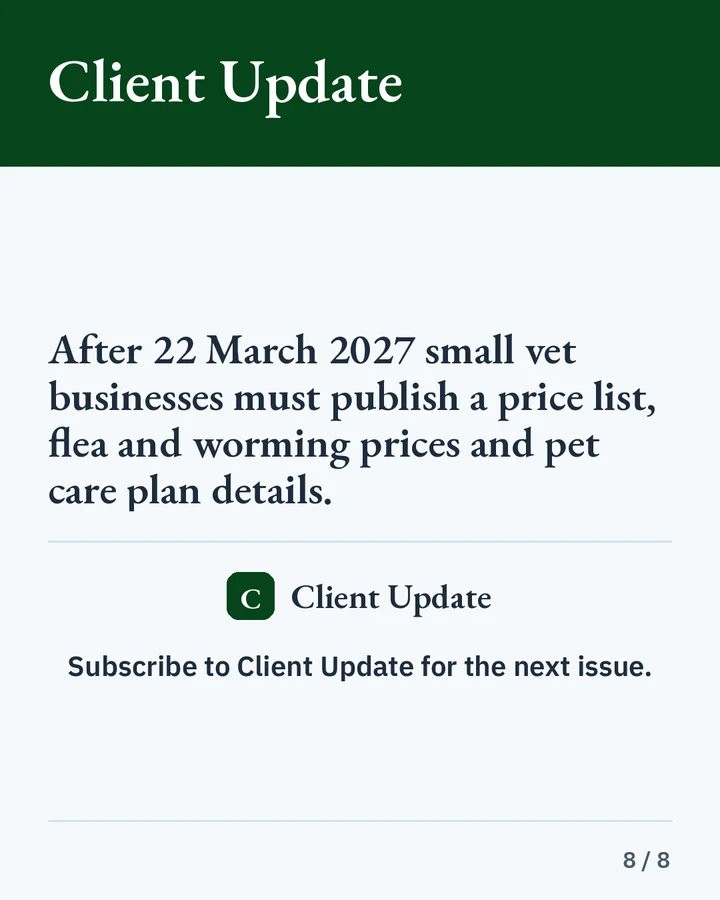 Client Update
After 22 March 2027 small vet
businesses must publish a price list,
flea and worming prices and pet
care plan details.
C
Client Update
Subscribe to Client Update for the next issue.
8 / 8